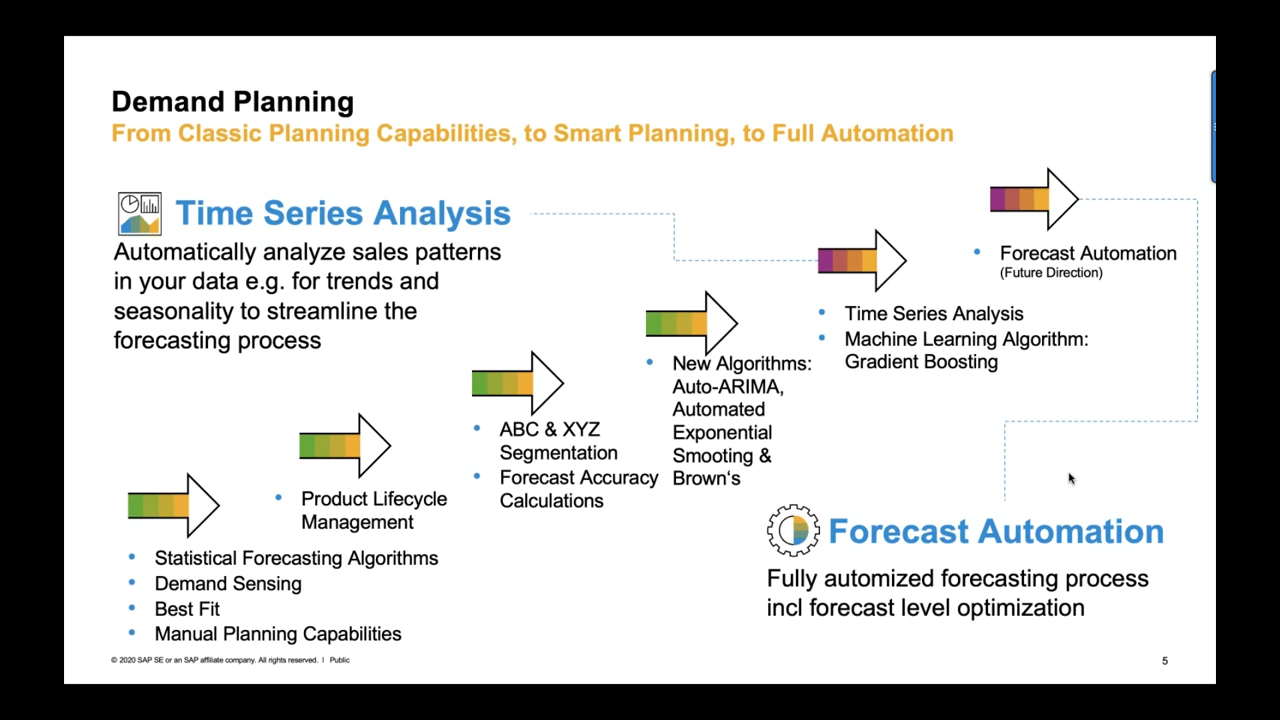 Demand Planning
From Classic Planning Capabilities, to Smart Planning, to Full Automation
Time Series Analysis
Automatically analyze sales patterns
in your data e.g. for trends and
seasonality to streamline the
forecasting process
• Statistical Forecasting Algorithms
• Demand Sensing
• Best Fit
• Manual Planning Capabilities
• Product Lifecycle
Management
• ABC & XYZ
Segmentation
• Forecast Accuracy
Calculations
• New Algorithms:
Auto-ARIMA,
Automated
Exponential
Smooting &
Brown‘s
• Time Series Analysis
• Machine Learning Algorithm:
Gradient Boosting
• Forecast Automation
(Future Direction)
Forecast Automation
Fully automized forecasting process
incl forecast level optimization
© 2020 SAP SE or an SAP affiliate company. All rights reserved. ǀ Public
5